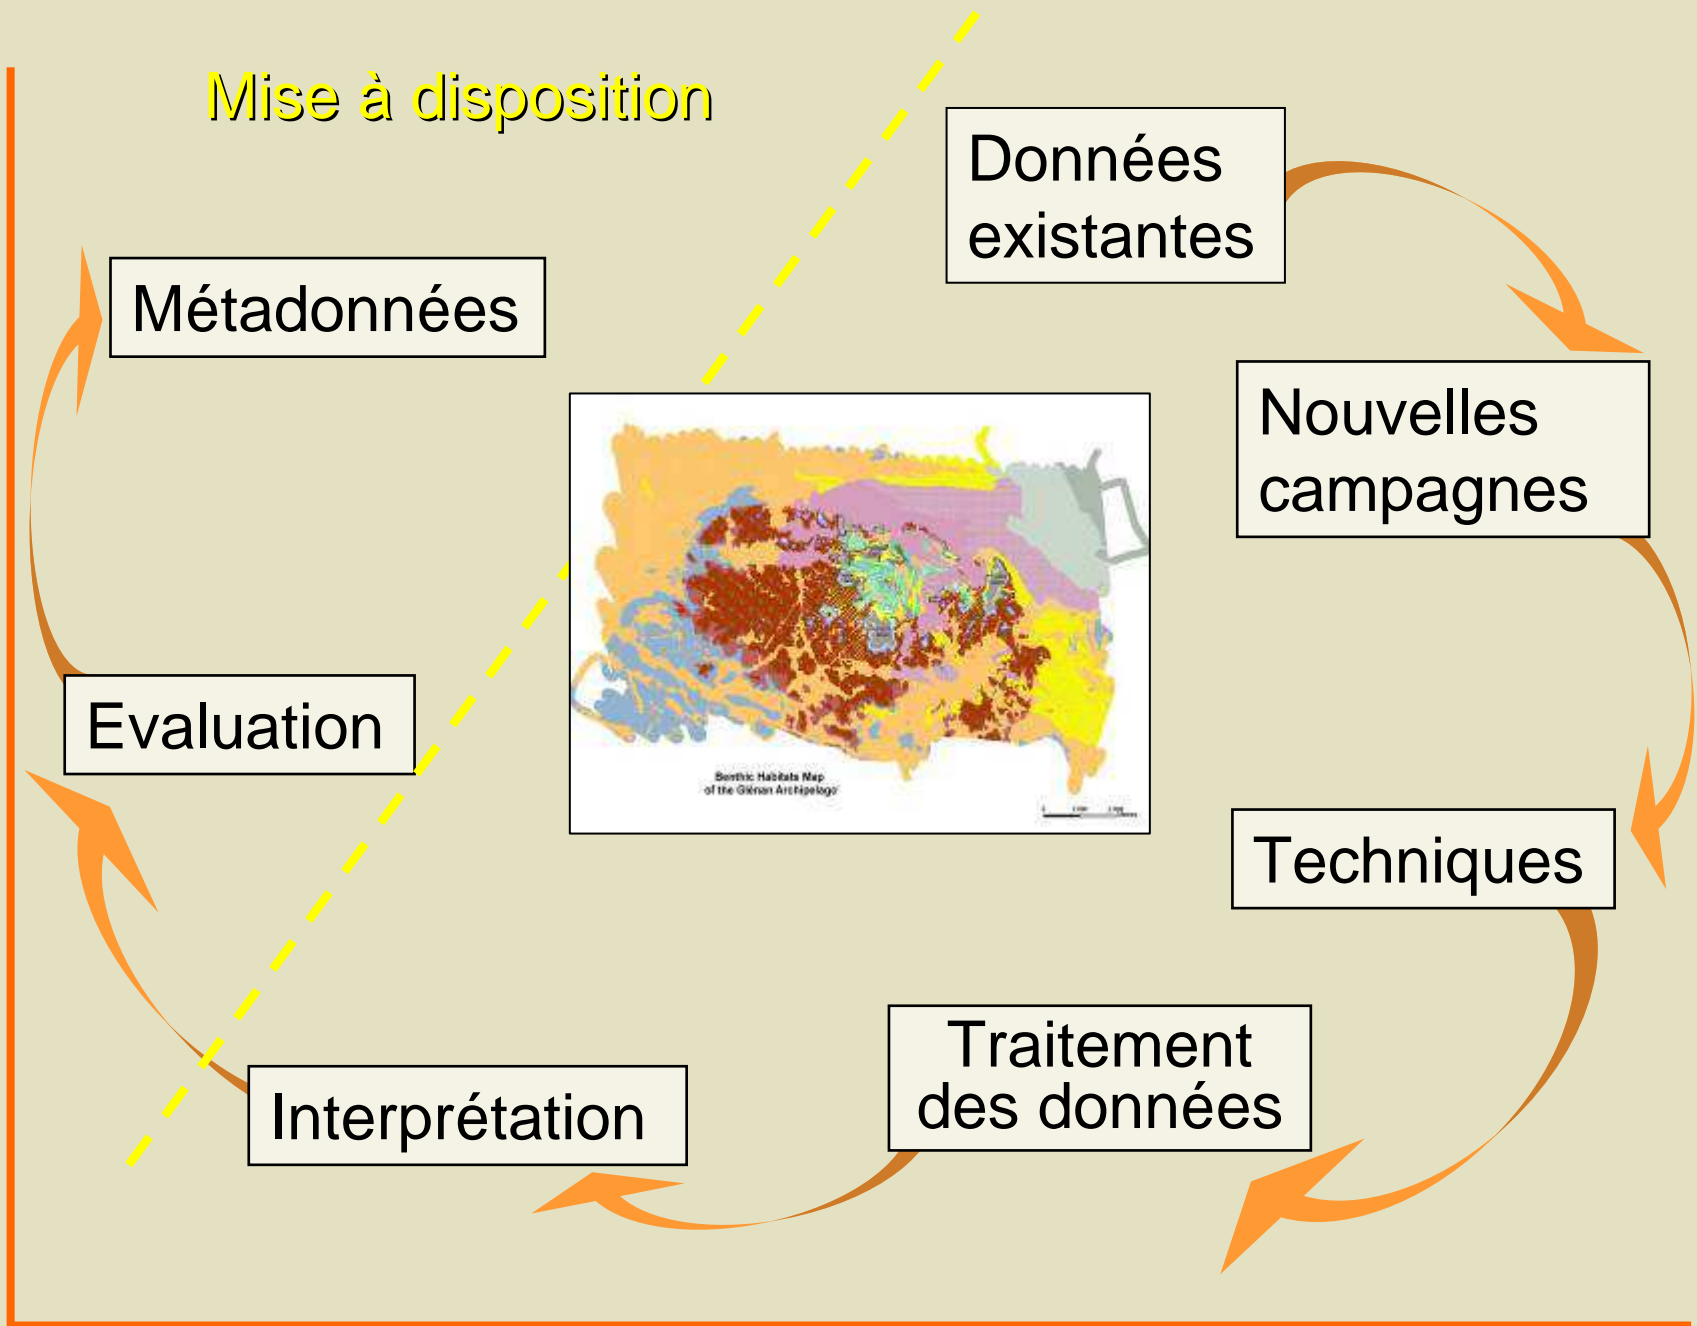 Mise à disposition
Données
existantes
Métadonnées
Nouvelles
campagnes
Evaluation
Benthic Habitats Map
of the Glénan Archipelago
Techniques
Traitement
des données
Interprétation